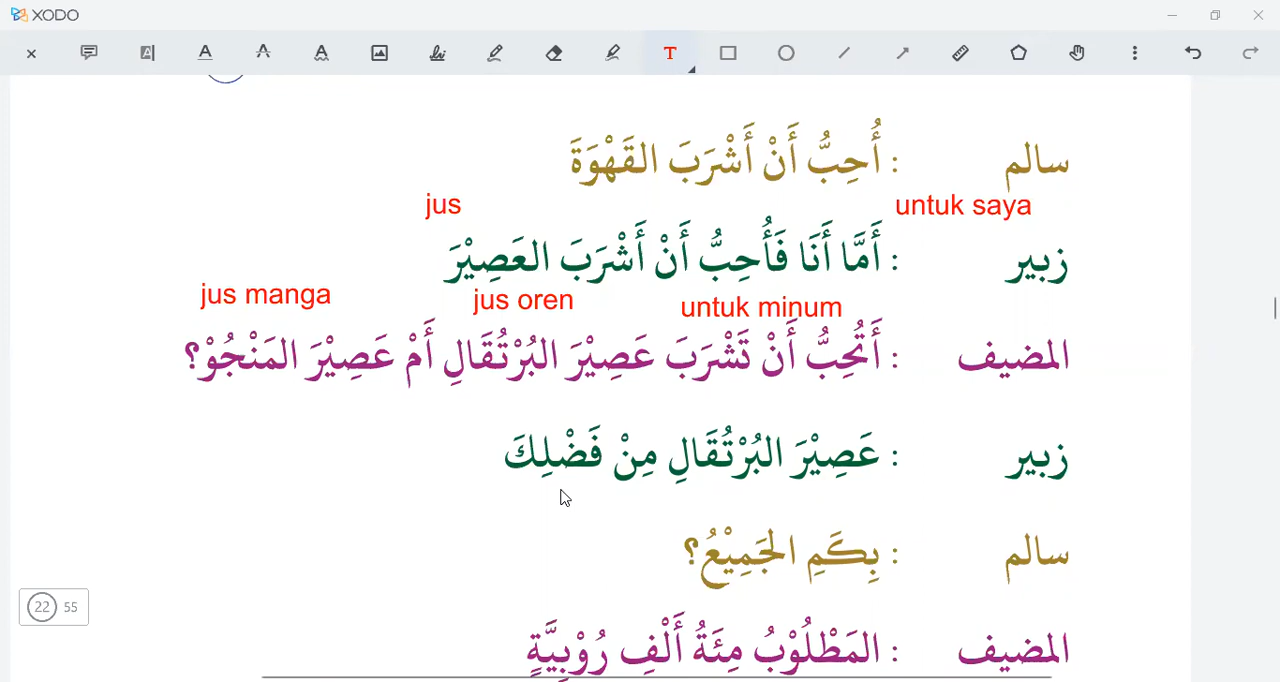 XODO
سالم : أُحِبُّ أَنْ أَشْرَبَ القَهْوَةَ
jus untuk saya
زبير : أَمَّا أَنَا فَأُحِبُّ أَنْ أَشْرَبَ العَصِيْرَ
jus manga jus oren untuk minum
المضيف : أَتُحِبُّ أَنْ تَشْرَبَ عَصِيْرَ البُرْتُقَالِ أَمْ عَصِيْرَ المَنْجُوْ؟
زبير : عَصِيْرَ البُرْتُقَالِ مِنْ فَضْلِكَ
سالم : بِكَمِ الجَمِيْعُ؟
22 55
المضيف : المَطْلُوْبُ مِئَةُ أَلْفِ رُوْبِيَّةٍ